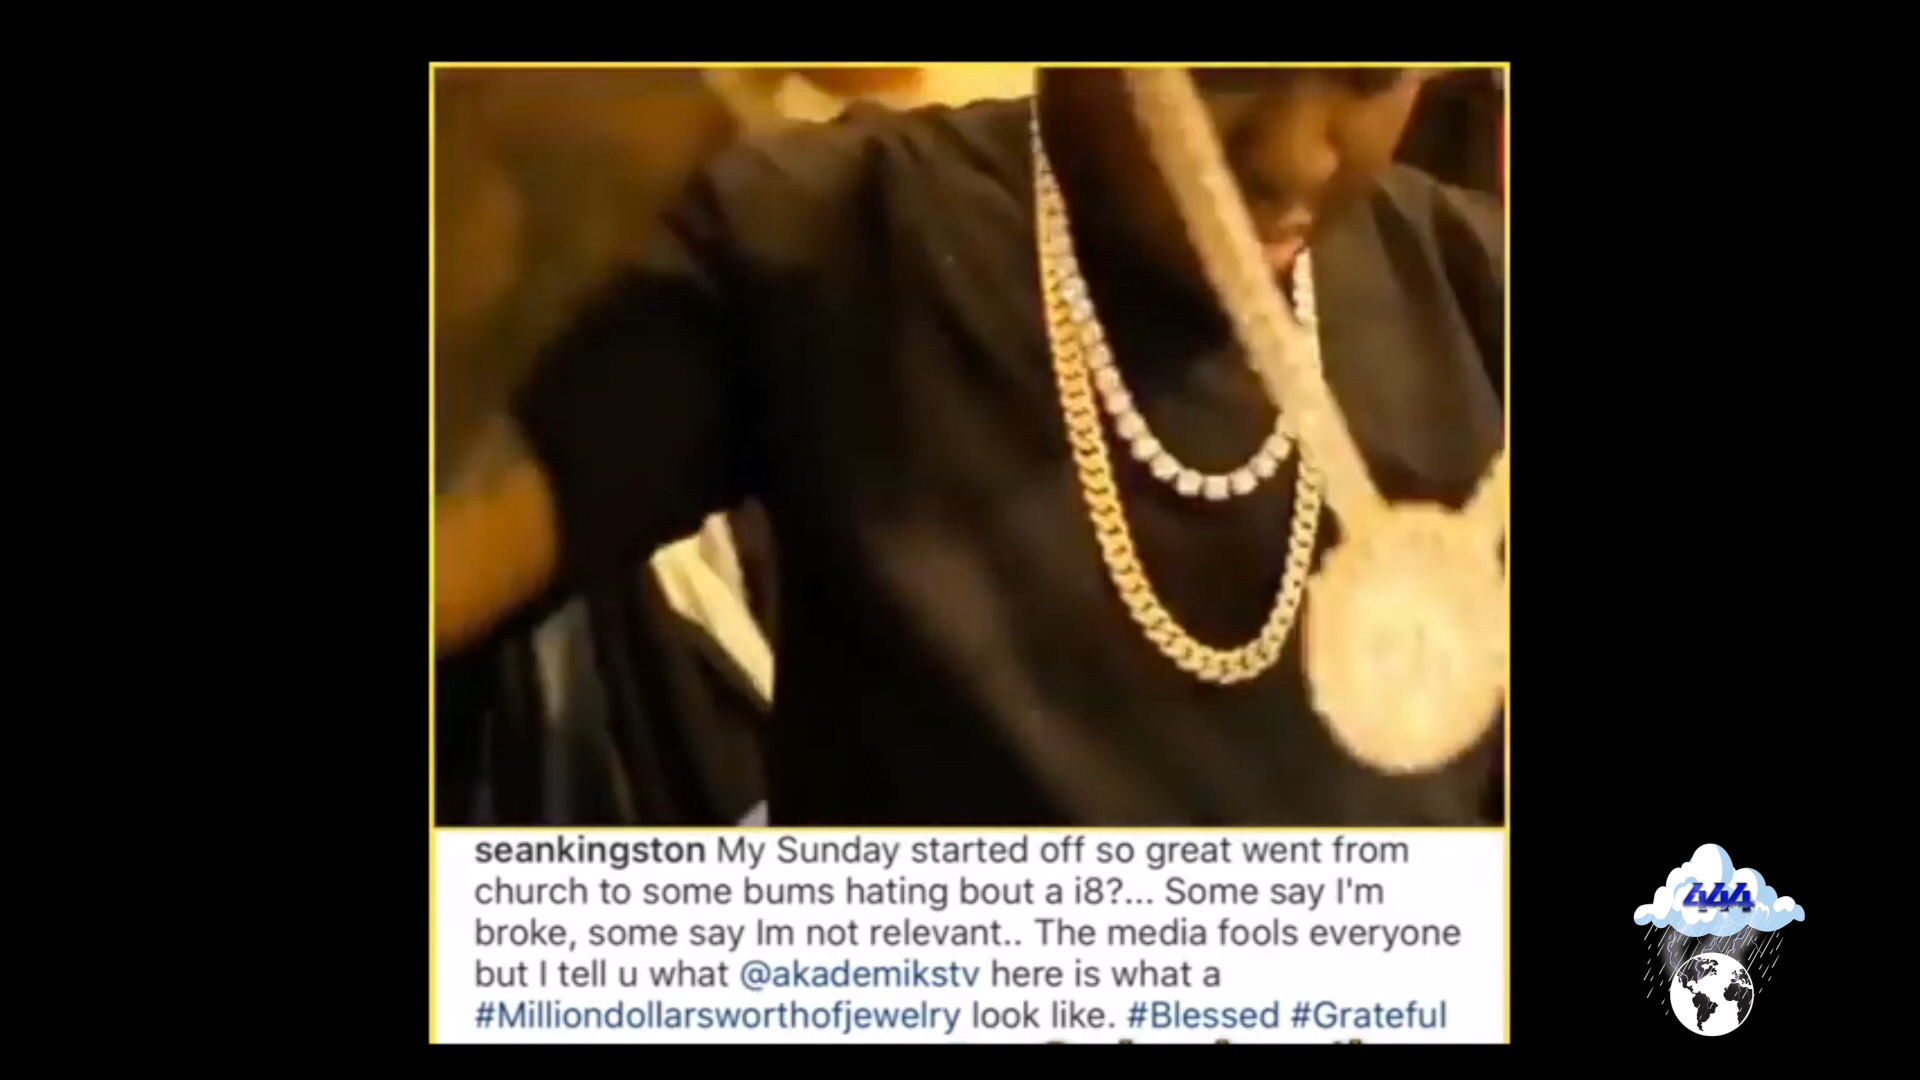 seankingston My Sunday started off so great went from
church to some bums hating bout a i8?... Some say I'm
broke, some say Im not relevant.. The media fools everyone
but I tell u what @akademikstv here is what a
#Milliondollarsworthofjewelry look like. #Blessed #Grateful
444